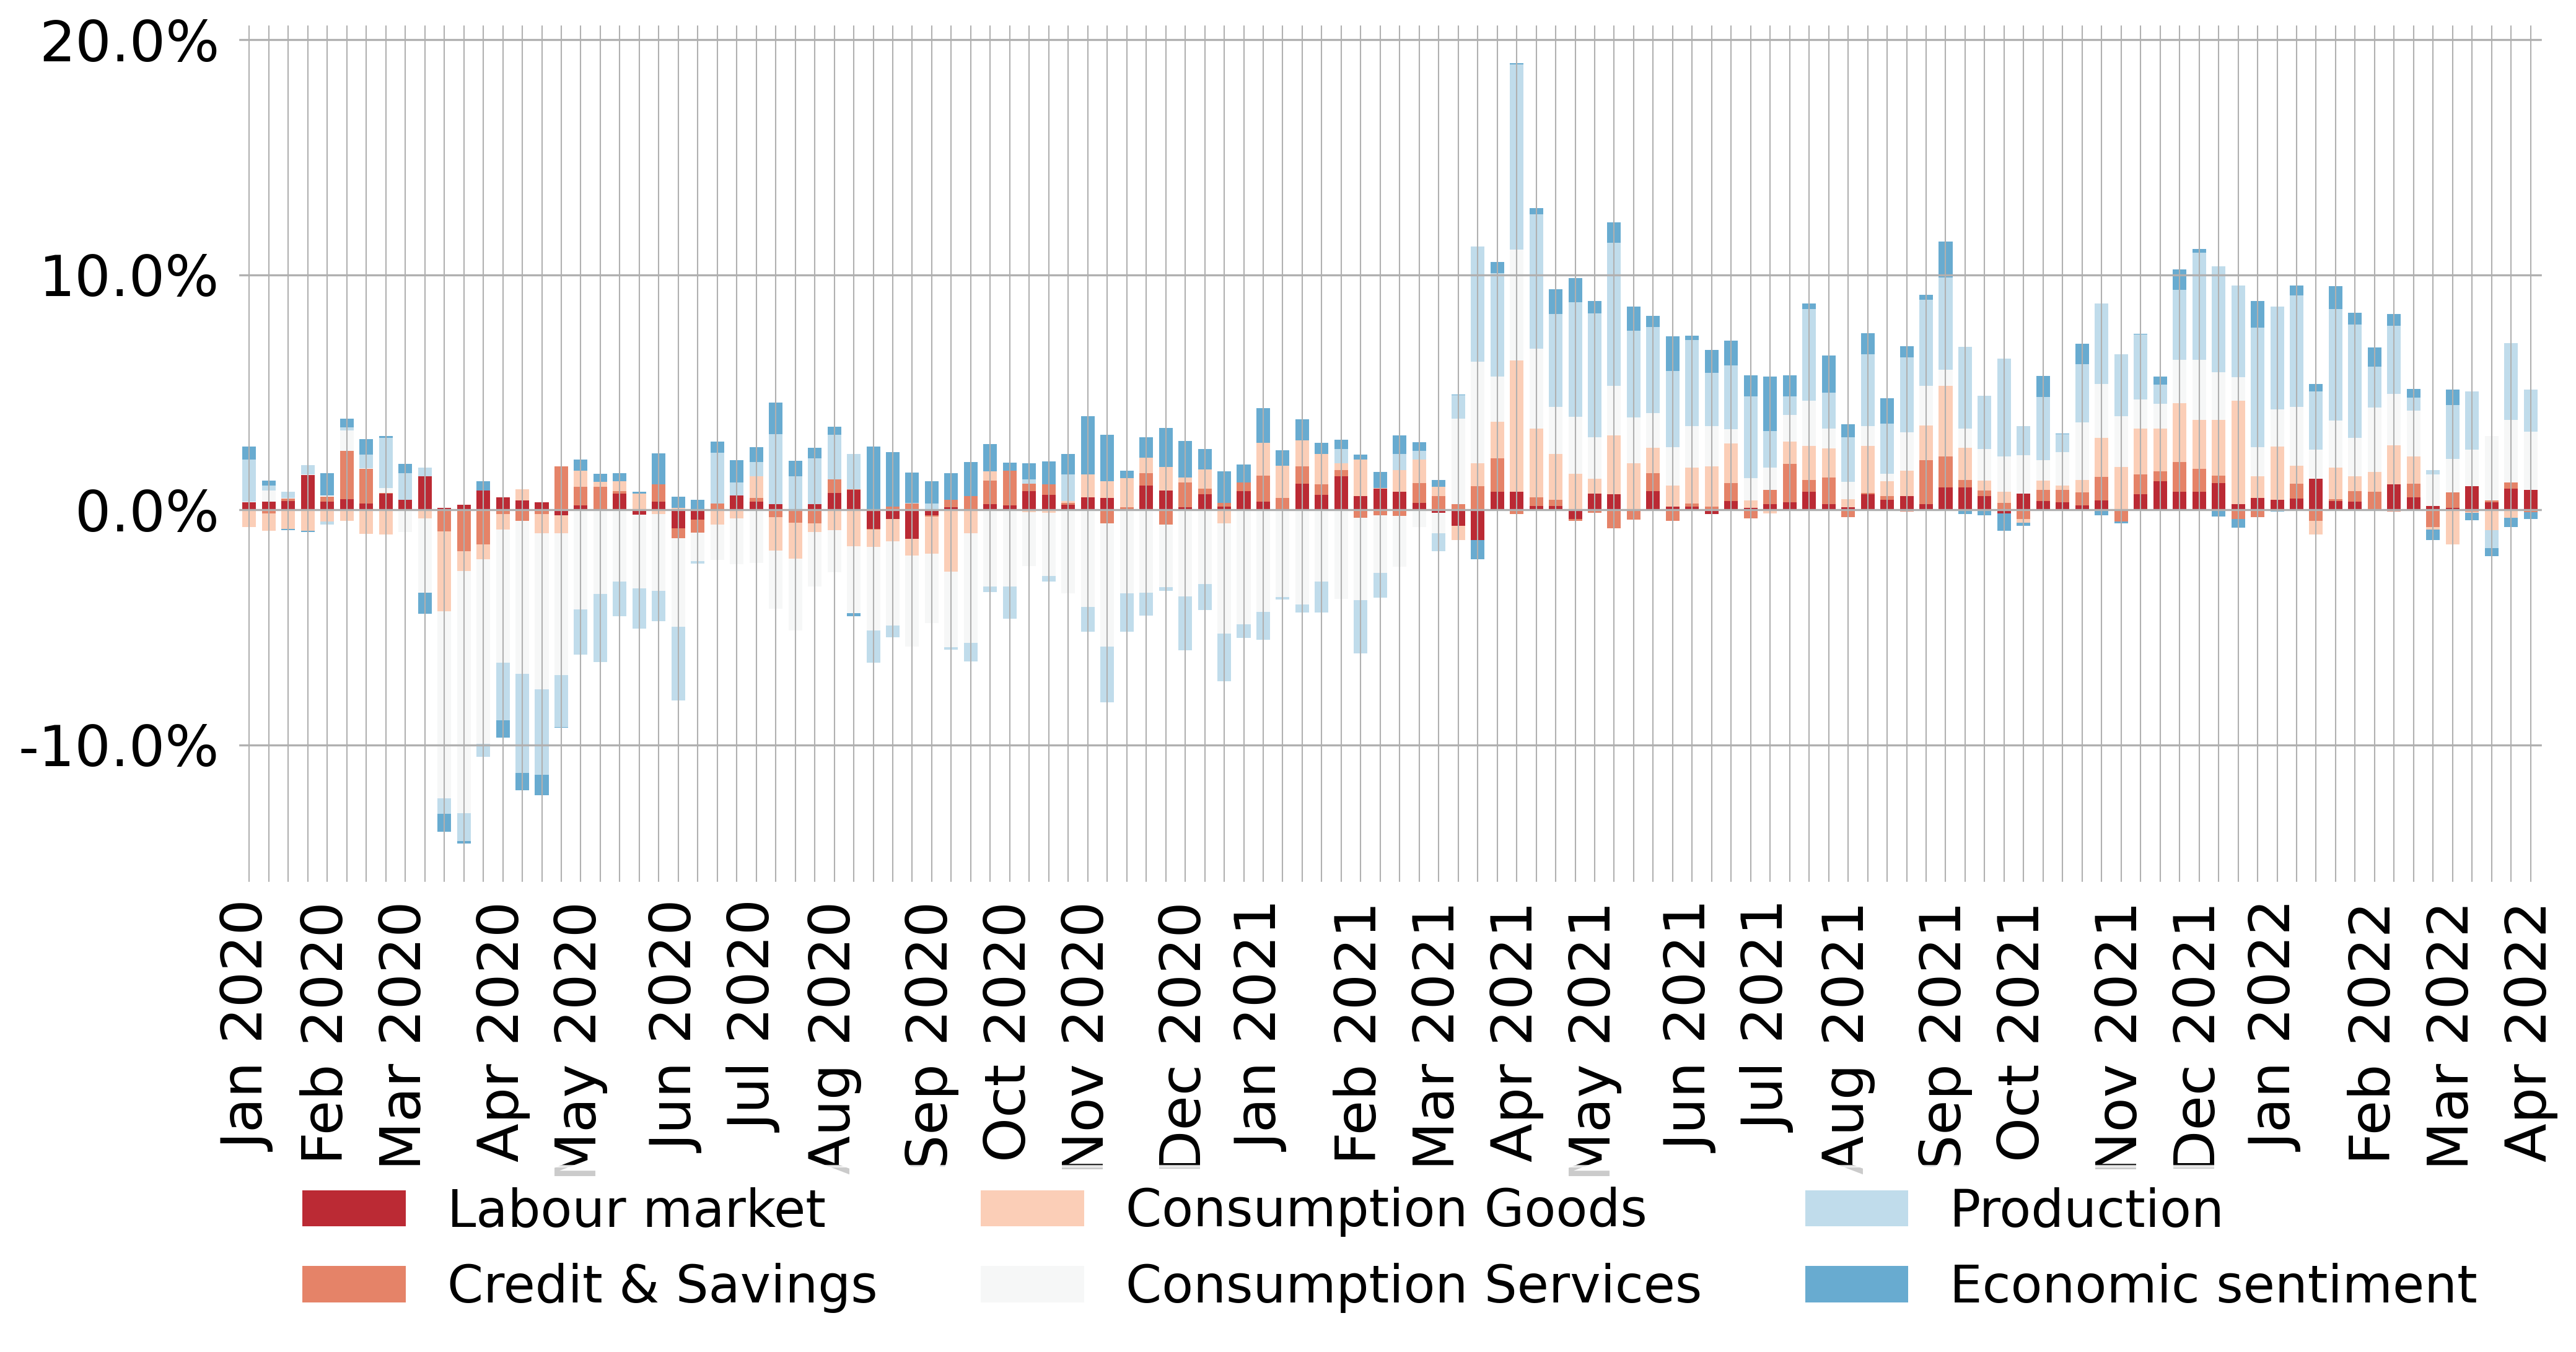 20.0%
10.0%
0.0%
-10.0%
Jan 2020
Feb 2020
Mar 2020
Apr 2020
May 2020
Jun 2020
Jul 2020
Aug 2020
Sep 2020
Oct 2020
Nov 2020
Dec 2020
Jan 2021
Feb 2021
Mar 2021
Apr 2021
May 2021
Jun 2021
Jul 2021
Aug 2021
Sep 2021
Oct 2021
Nov 2021
Dec 2021
Jan 2022
Feb 2022
Mar 2022
Apr 2022
Labour market
Credit & Savings
Consumption Goods
Consumption Services
Production
Economic sentiment